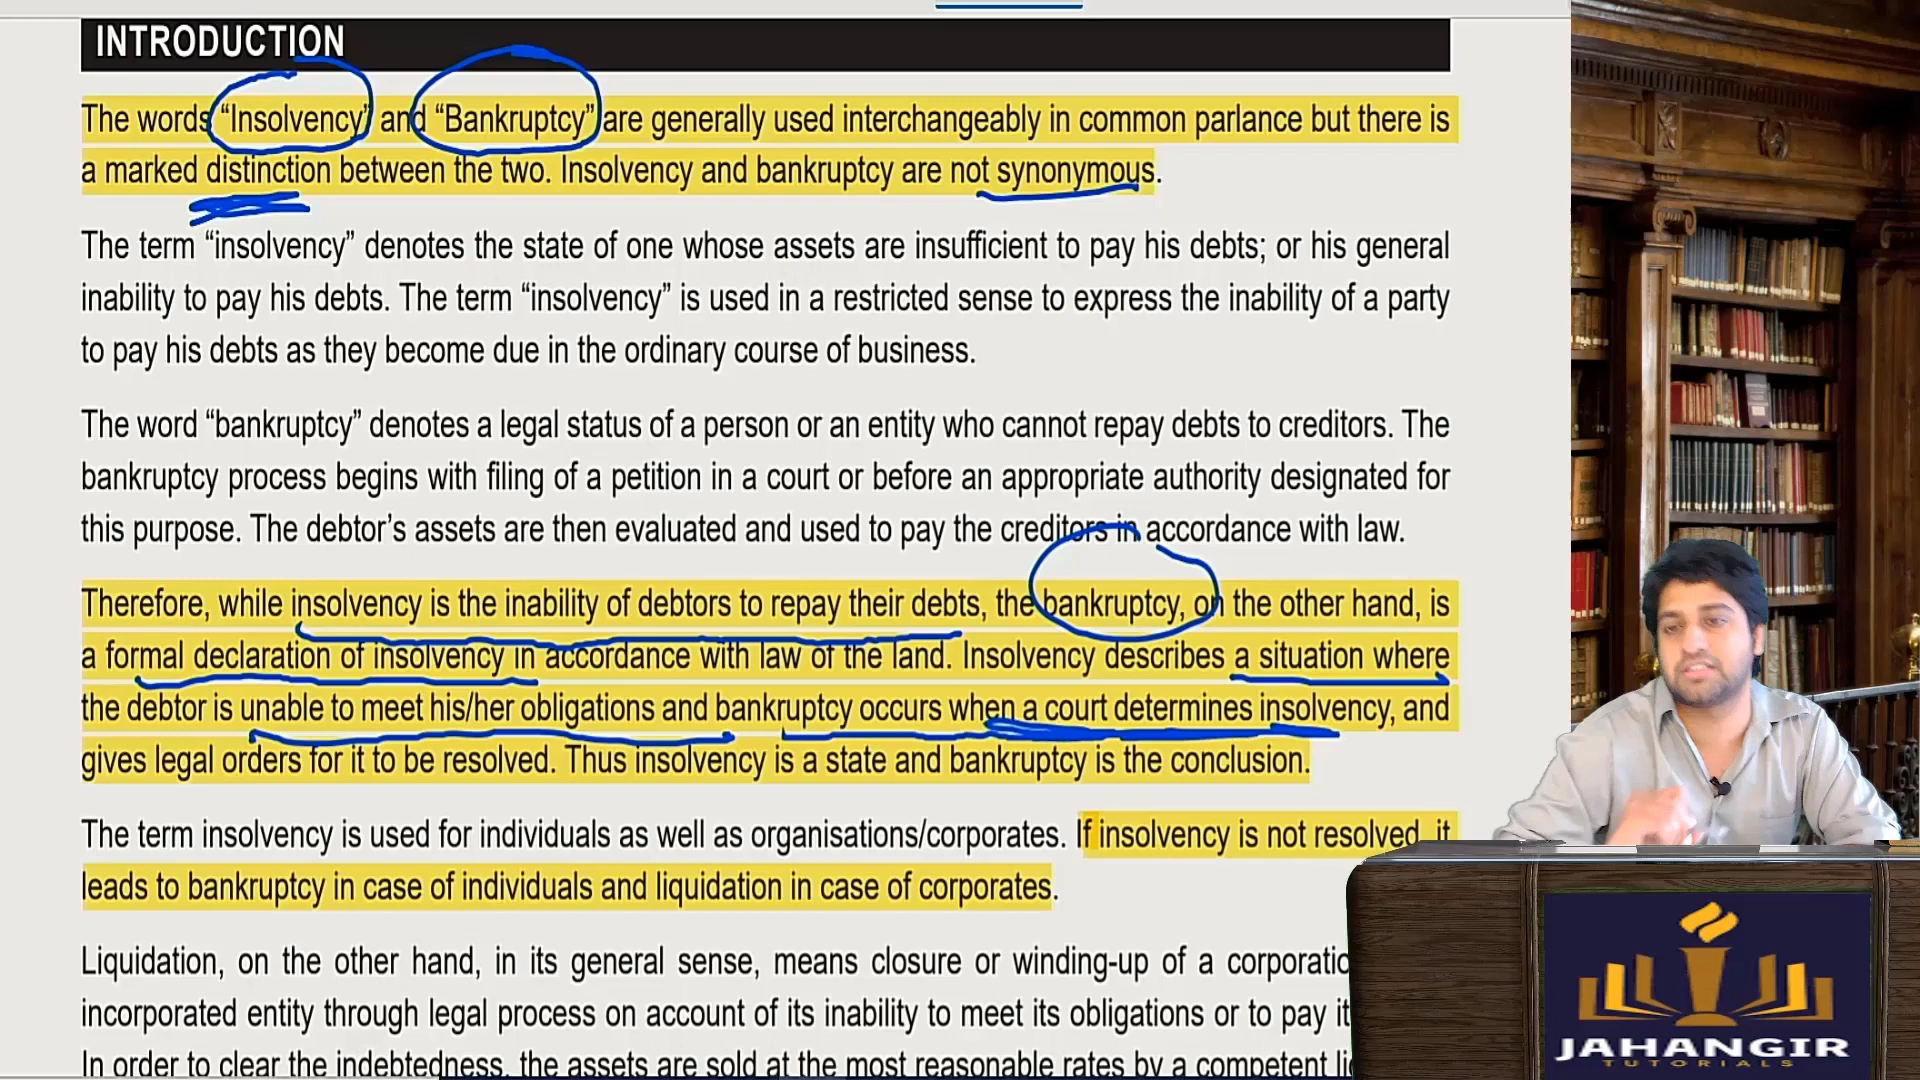 INTRODUCTION
The words “Insolvency” and “Bankruptcy” are generally used interchangeably in common parlance but there is
a marked distinction between the two. Insolvency and bankruptcy are not synonymous.
The term “insolvency” denotes the state of one whose assets are insufficient to pay his debts; or his general
inability to pay his debts. The term “insolvency” is used in a restricted sense to express the inability of a party
to pay his debts as they become due in the ordinary course of business.
The word “bankruptcy” denotes a legal status of a person or an entity who cannot repay debts to creditors. The
bankruptcy process begins with filing of a petition in a court or before an appropriate authority designated for
this purpose. The debtor’s assets are then evaluated and used to pay the creditors in accordance with law.
Therefore, while insolvency is the inability of debtors to repay their debts, the bankruptcy, on the other hand, is
a formal declaration of insolvency in accordance with law of the land. Insolvency describes a situation where
the debtor is unable to meet his/her obligations and bankruptcy occurs when a court determines insolvency, and
gives legal orders for it to be resolved. Thus insolvency is a state and bankruptcy is the conclusion.
The term insolvency is used for individuals as well as organisations/corporates. If insolvency is not resolved, it
leads to bankruptcy in case of individuals and liquidation in case of corporates.
Liquidation, on the other hand, in its general sense, means closure or winding-up of a
incorporated entity through legal process on account of its inability to meet its obligations or to pay
In order to clear the indebtedness, the assets are sold at the most reasonable rates by a competent
JAHANGIR
TUTORIALS